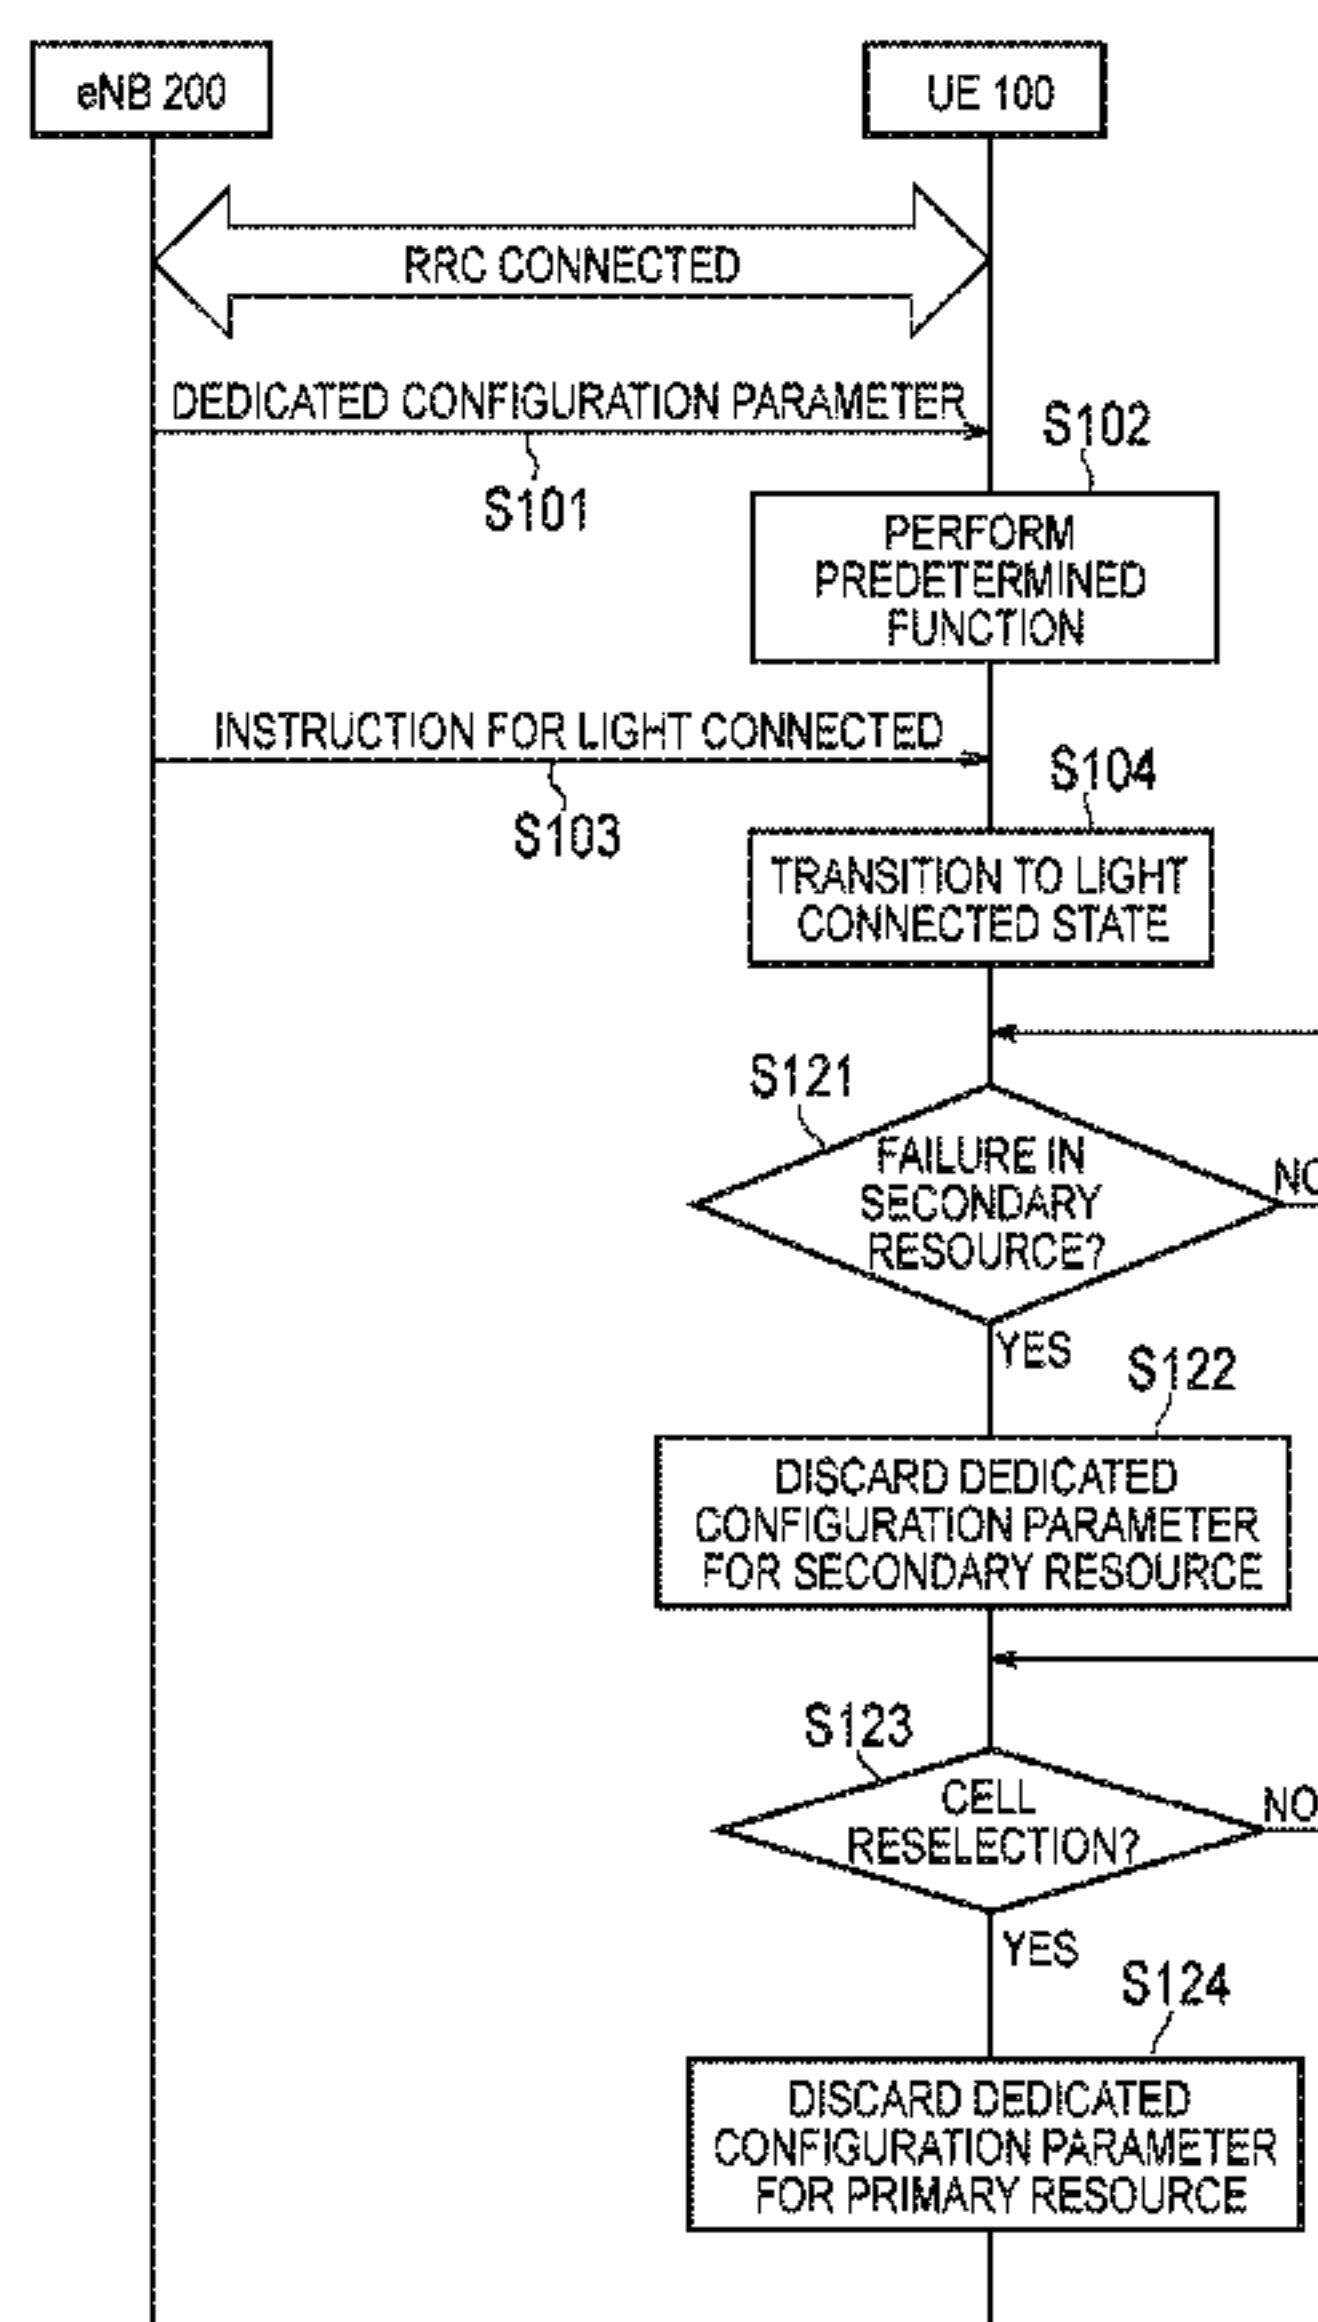 eNB 200
UE 100
RRC CONNECTED
DEDICATED CONFIGURATION PARAMETER
S101
S102
PERFORM
PREDETERMINED
FUNCTION
INSTRUCTION FOR LIGHT CONNECTED
S103
S104
TRANSITION TO LIGHT
CONNECTED STATE
S121
FAILURE IN
SECONDARY
RESOURCE?
NO
YES
S122
DISCARD DEDICATED
CONFIGURATION PARAMETER
FOR SECONDARY RESOURCE
S123
CELL
RESELECTION?
NO
YES
S124
DISCARD DEDICATED
CONFIGURATION PARAMETER
FOR PRIMARY RESOURCE